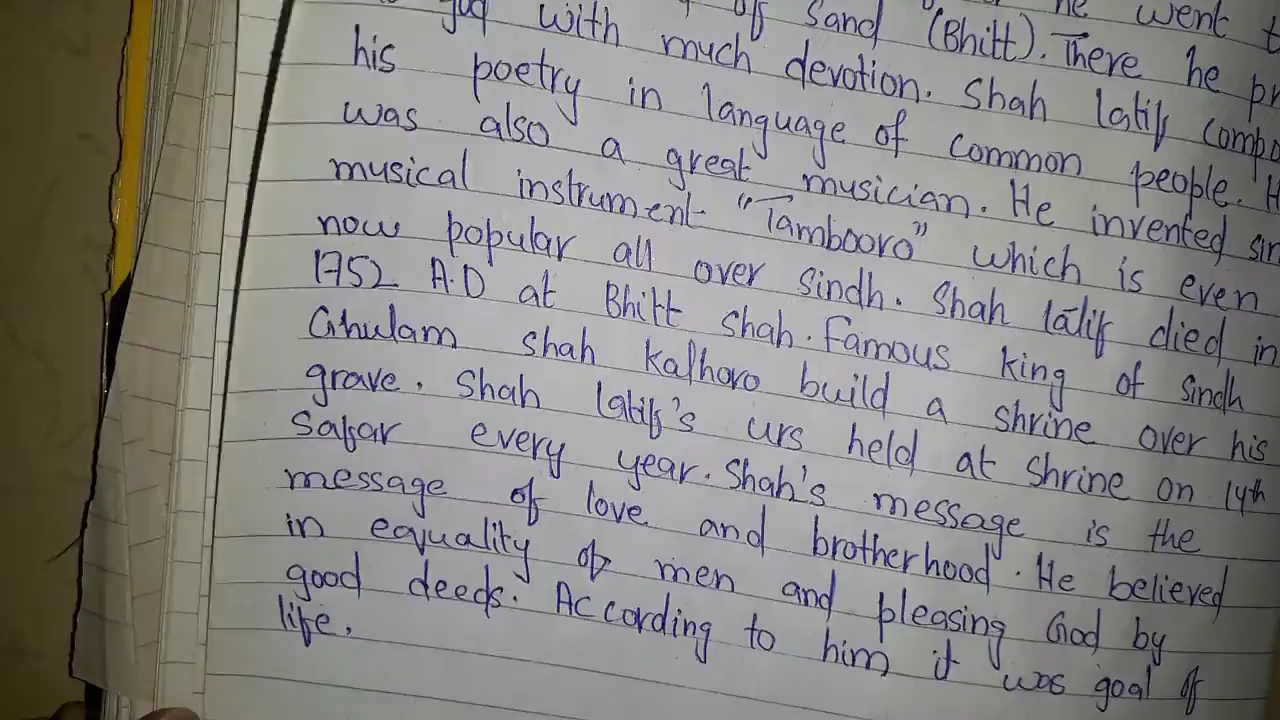 he went
of sand (Bhitt). There he
with much devotion. Shah latif
his poetry in language of common people.
was also a great musician. He invented
musical instrument "Tambooro" which is even
now popular all over Sindh. Shah latif died in
1752 A.D at Bhitt Shah. Famous king of Sindh
Ghulam shah kalhoro build a shrine over his
grave. Shah latif's urs held at shrine on 14th
Safar every year. Shah's message is the
message of love and brotherhood. He believed
in equality of men and pleasing God by
good deeds. According to him it was goal of
life.